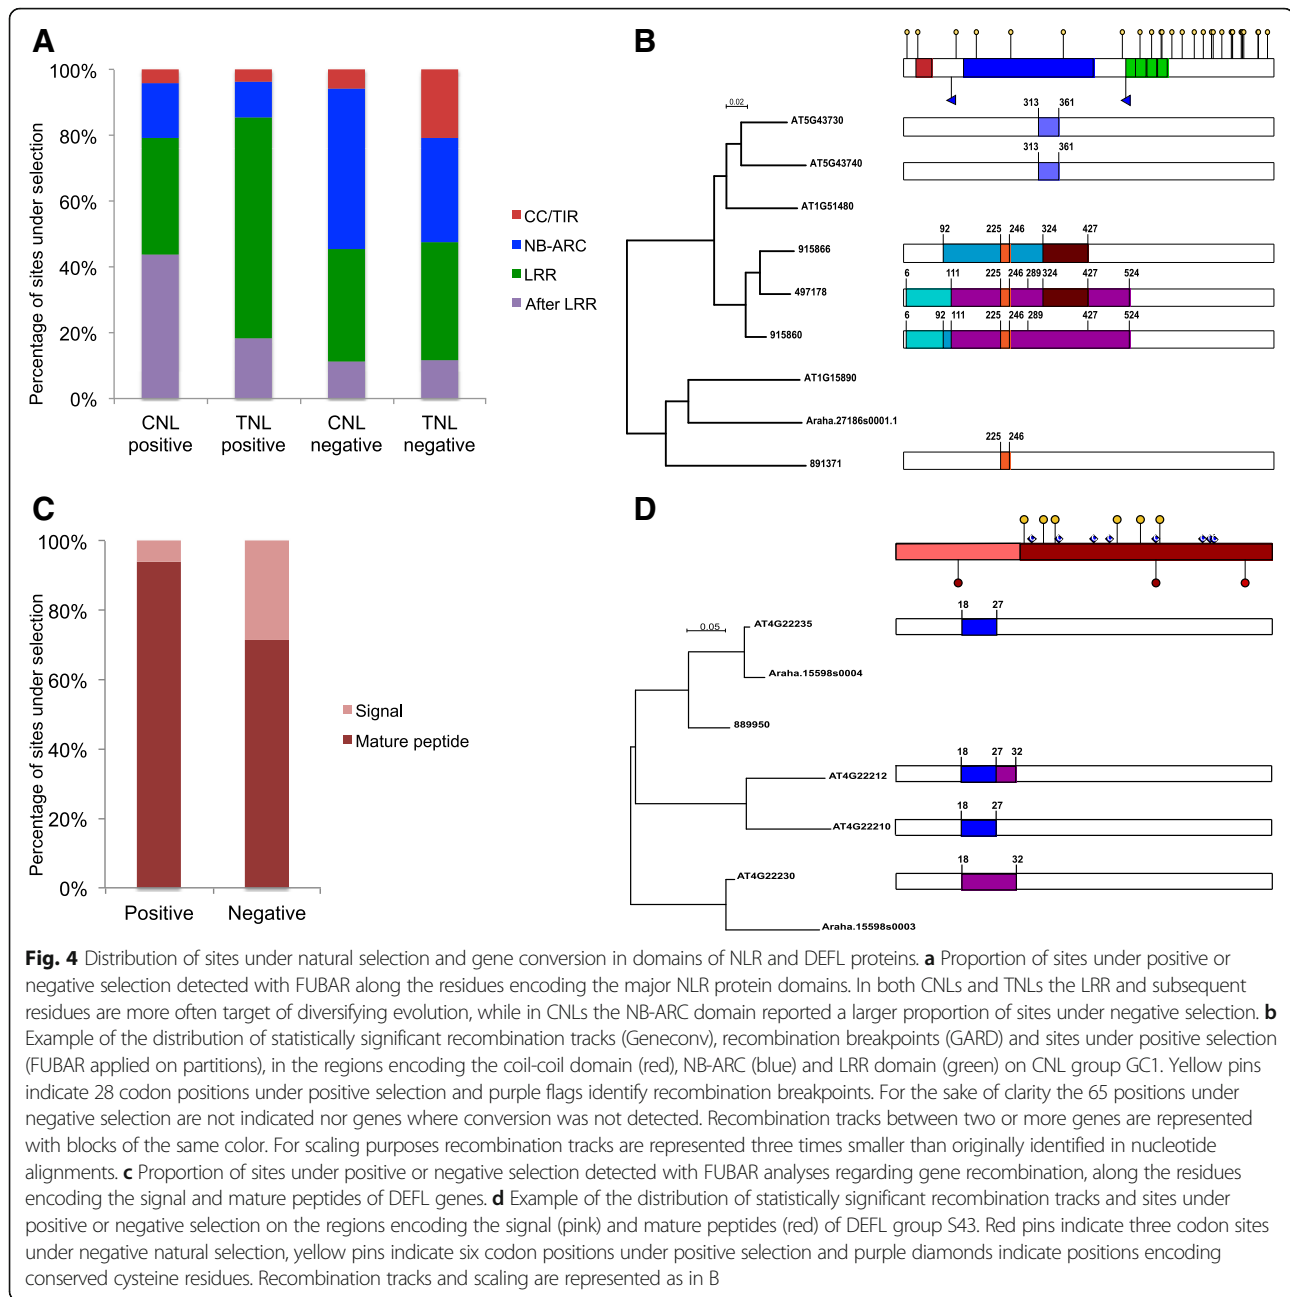 A
Percentage of sites under selection
100%
80%
60%
40%
20%
0%
CNL positive
TNL positive
CNL negative
TNL negative
CC/TIR
NB-ARC
LRR
After LRR
B
0.02
AT5G43730
313 361
AT5G43740
313 361
AT1G51480
915866
92 225 246 324 427
497178
6 111 225 246 289 324 427 524
915860
6 92 111 225 246 289 427 524
AT1G15890
Araha.27186s0001.1
891371
225 246
C
Percentage of sites under selection
100%
80%
60%
40%
20%
0%
Positive
Negative
Signal
Mature peptide
D
0.05
AT4G22235
18 27
Araha.15598s0004
889950
AT4G22212
18 27 32
AT4G22210
18 27
AT4G22230
18 32
Araha.15598s0003
Fig. 4 Distribution of sites under natural selection and gene conversion in domains of NLR and DEFL proteins. a Proportion of sites under positive or
negative selection detected with FUBAR along the residues encoding the major NLR protein domains. In both CNLs and TNLs the LRR and subsequent
residues are more often target of diversifying evolution, while in CNLs the NB-ARC domain reported a larger proportion of sites under negative selection. b
Example of the distribution of statistically significant recombination tracks (Geneconv), recombination breakpoints (GARD) and sites under positive selection
(FUBAR applied on partitions), in the regions encoding the coil-coil domain (red), NB-ARC (blue) and LRR domain (green) on CNL group GC1. Yellow pins
indicate 28 codon positions under positive selection and purple flags identify recombination breakpoints. For the sake of clarity the 65 positions under
negative selection are not indicated nor genes where conversion was not detected. Recombination tracks between two or more genes are represented
with blocks of the same color. For scaling purposes recombination tracks are represented three times smaller than originally identified in nucleotide
alignments. c Proportion of sites under positive or negative selection detected with FUBAR analyses regarding gene recombination, along the residues
encoding the signal and mature peptides of DEFL genes. d Example of the distribution of statistically significant recombination tracks and sites under
positive or negative selection on the regions encoding the signal (pink) and mature peptides (red) of DEFL group S43. Red pins indicate three codon sites
under negative natural selection, yellow pins indicate six codon positions under positive selection and purple diamonds indicate positions encoding
conserved cysteine residues. Recombination tracks and scaling are represented as in B